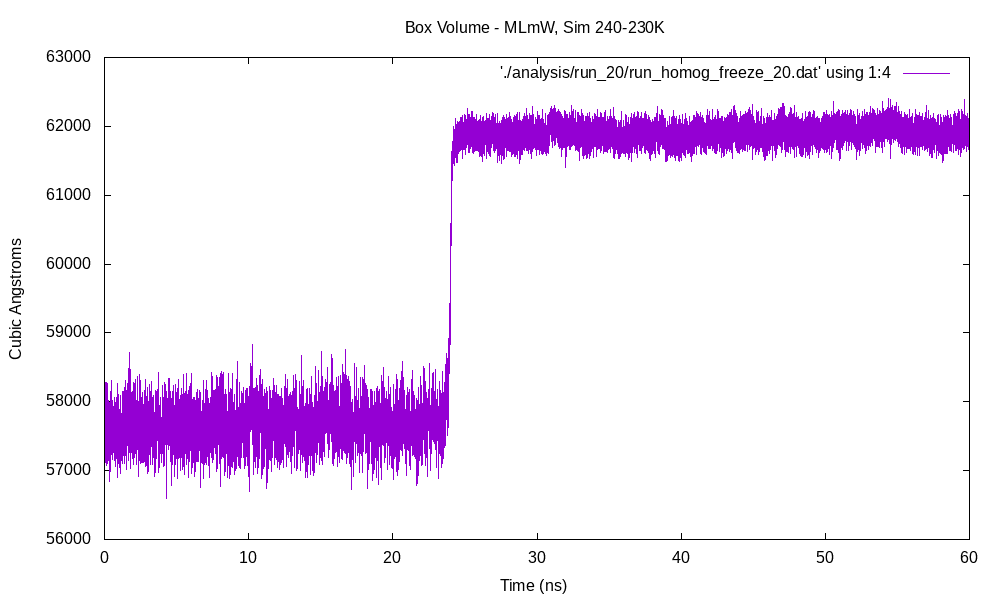 Box Volume - MLmW, Sim 240-230K
'./analysis/run_20/run_homog_freeze_20.dat' using 1:4
63000
62000
61000
60000
59000
58000
57000
56000
Cubic Angstroms
0 10 20 30 40 50 60
Time (ns)